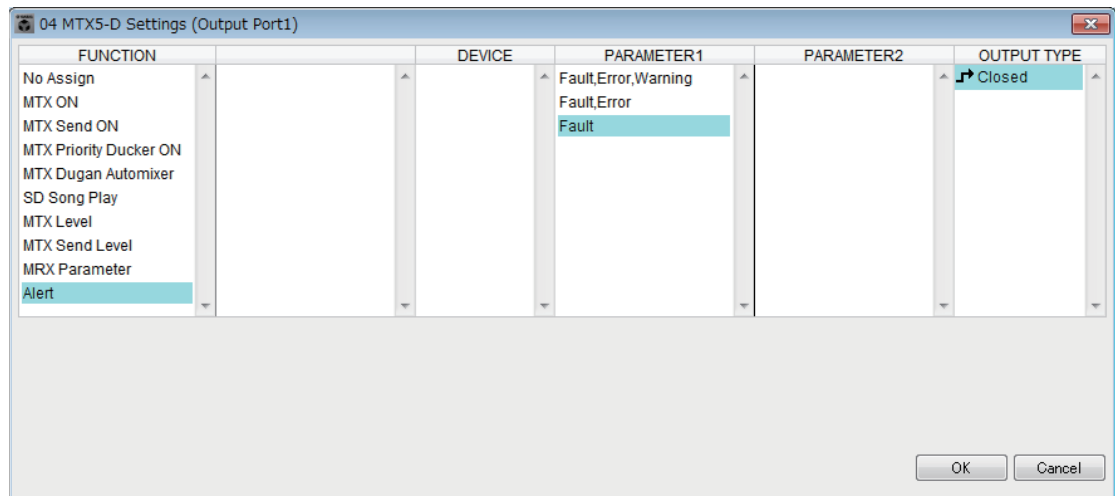 04 MTX5-D Settings (Output Port1)
FUNCTION DEVICE PARAMETER1 PARAMETER2 OUTPUT TYPE
No Assign Fault,Error,Warning Closed
MTX ON Fault,Error
MTX Send ON Fault
MTX Priority Ducker ON
MTX Dugan Automixer
SD Song Play
MTX Level
MTX Send Level
MRX Parameter
Alert
OK Cancel